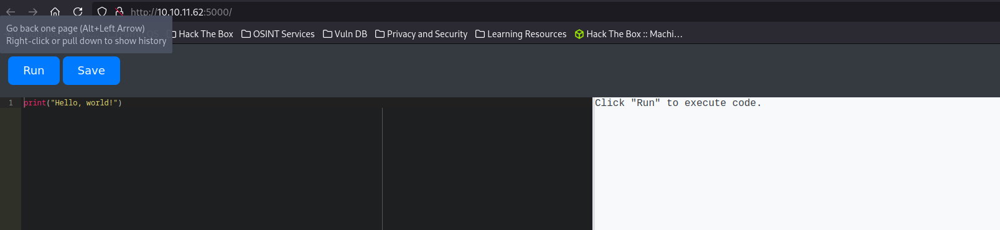 http://10.10.11.62:5000/
Go back one page (Alt+Left Arrow)
Right-click or pull down to show history
Hack The Box OSINT Services Vuln DB Privacy and Security Learning Resources Hack The Box :: Machi…
Run Save
1 print("Hello, world!")
Click "Run" to execute code.